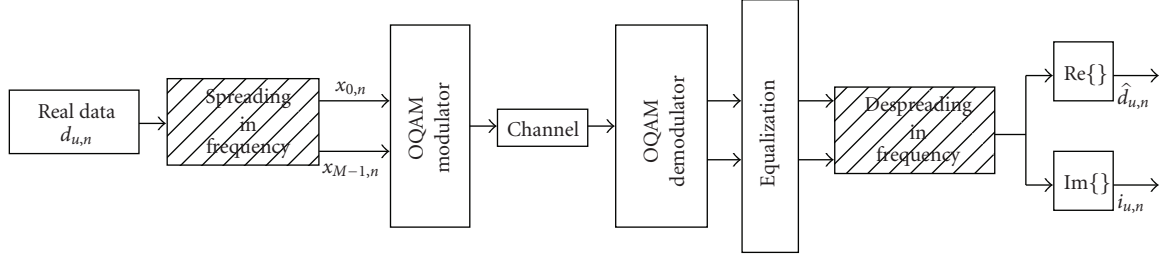 Real data
d_{u,n}
Spreading
in
frequency
x_{0,n}
x_{M−1,n}
OQAM
modulator
Channel
OQAM
demodulator
Equalization
Despreading
in
frequency
Re{}
d̂_{u,n}
Im{}
i_{u,n}